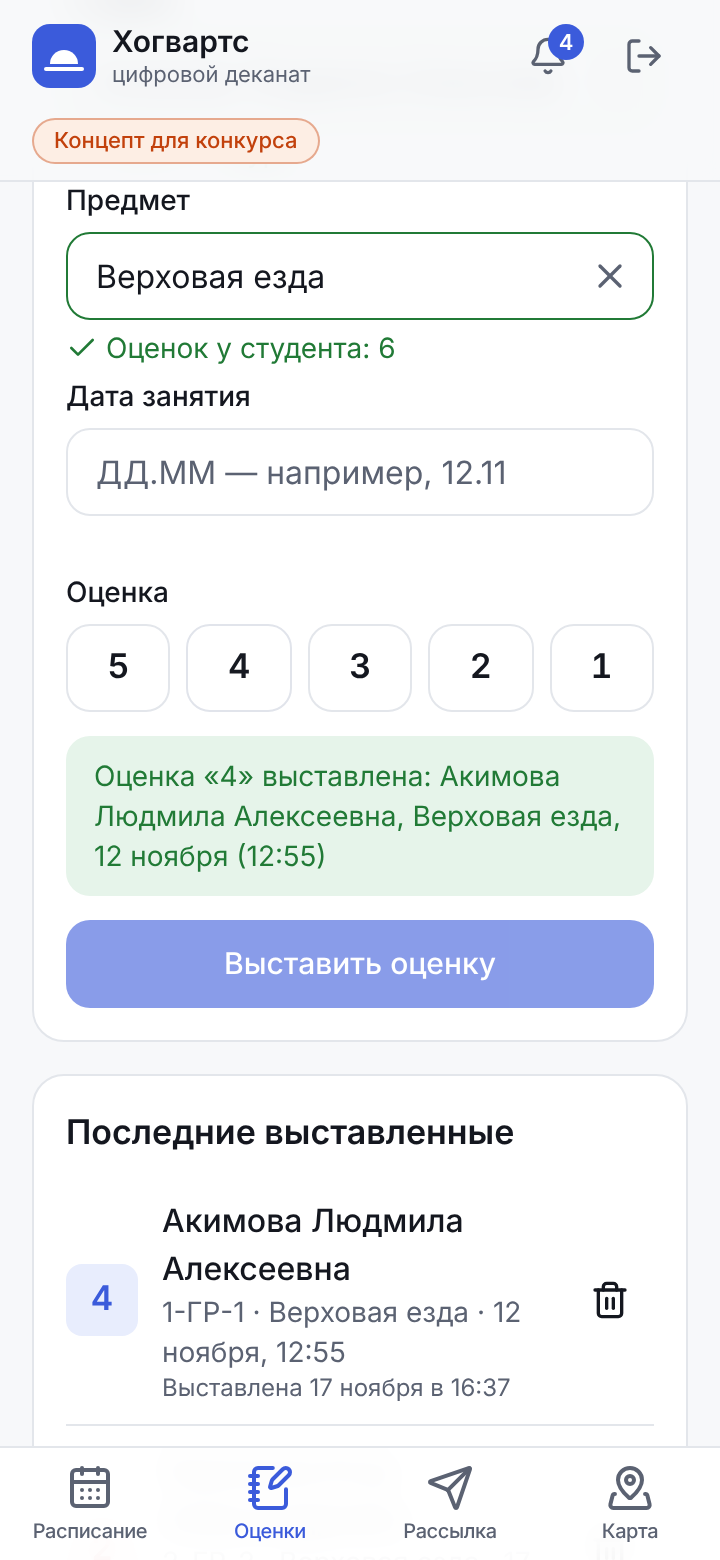 Хогвартс
цифровой деканат
4
Концепт для конкурса
Предмет
Верховая езда
Оценок у студента: 6
Дата занятия
ДД.ММ — например, 12.11
Оценка
5 4 3 2 1
Оценка «4» выставлена: Акимова
Людмила Алексеевна, Верховая езда,
12 ноября (12:55)
Выставить оценку
Последние выставленные
Акимова Людмила
Алексеевна
4
1-ГР-1 · Верховая езда · 12
ноября, 12:55
Выставлена 17 ноября в 16:37
Расписание Оценки Рассылка Карта